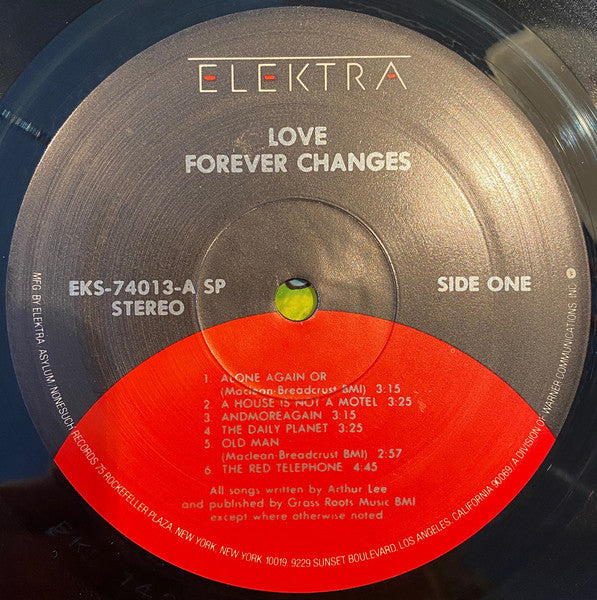 ELEKTRA
LOVE
FOREVER CHANGES
EKS-74013-A SP
STEREO
SIDE ONE
1. ALONE AGAIN OR
(Maclean-Breadcrust BMI) 3:15
2. A HOUSE IS NOT A MOTEL 3:25
3. ANDMOREAGAIN 3:15
4. THE DAILY PLANET 3:25
5. OLD MAN
(Maclean-Breadcrust BMI) 2:57
6. THE RED TELEPHONE 4:45
All songs written by Arthur Lee
and published by Grass Roots Music BMI
except where otherwise noted
MFG. BY ELEKTRA/ASYLUM/NONESUCH RECORDS 75 ROCKEFELLER PLAZA, NEW YORK, NEW YORK 10019. 9229 SUNSET BOULEVARD, LOS ANGELES, CALIFORNIA 90069. A DIVISION OF WARNER COMMUNICATIONS INC.